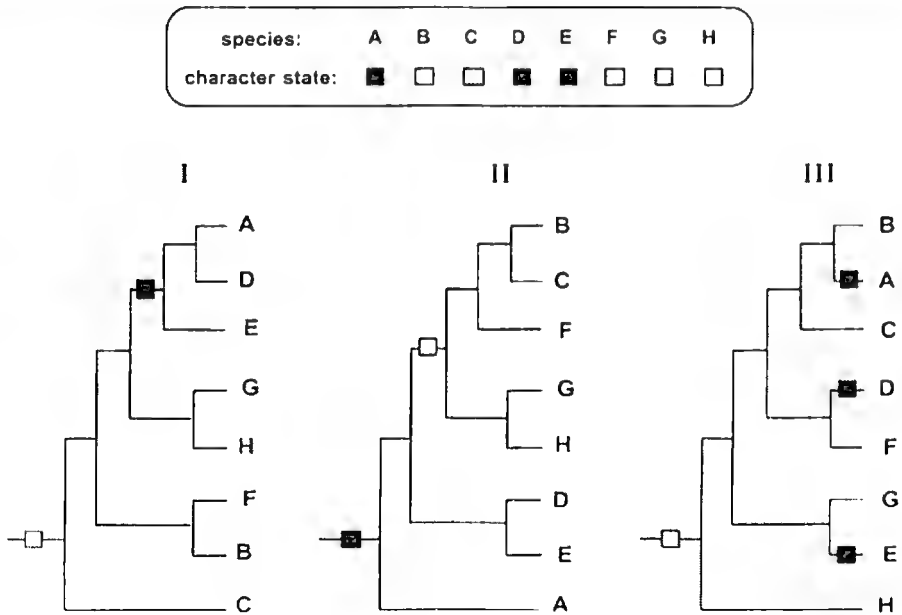 species: A B C D E F G H
character state:
I II III
A B B
D C A
E F C
G G D
H H F
F D G
B E E
C A H